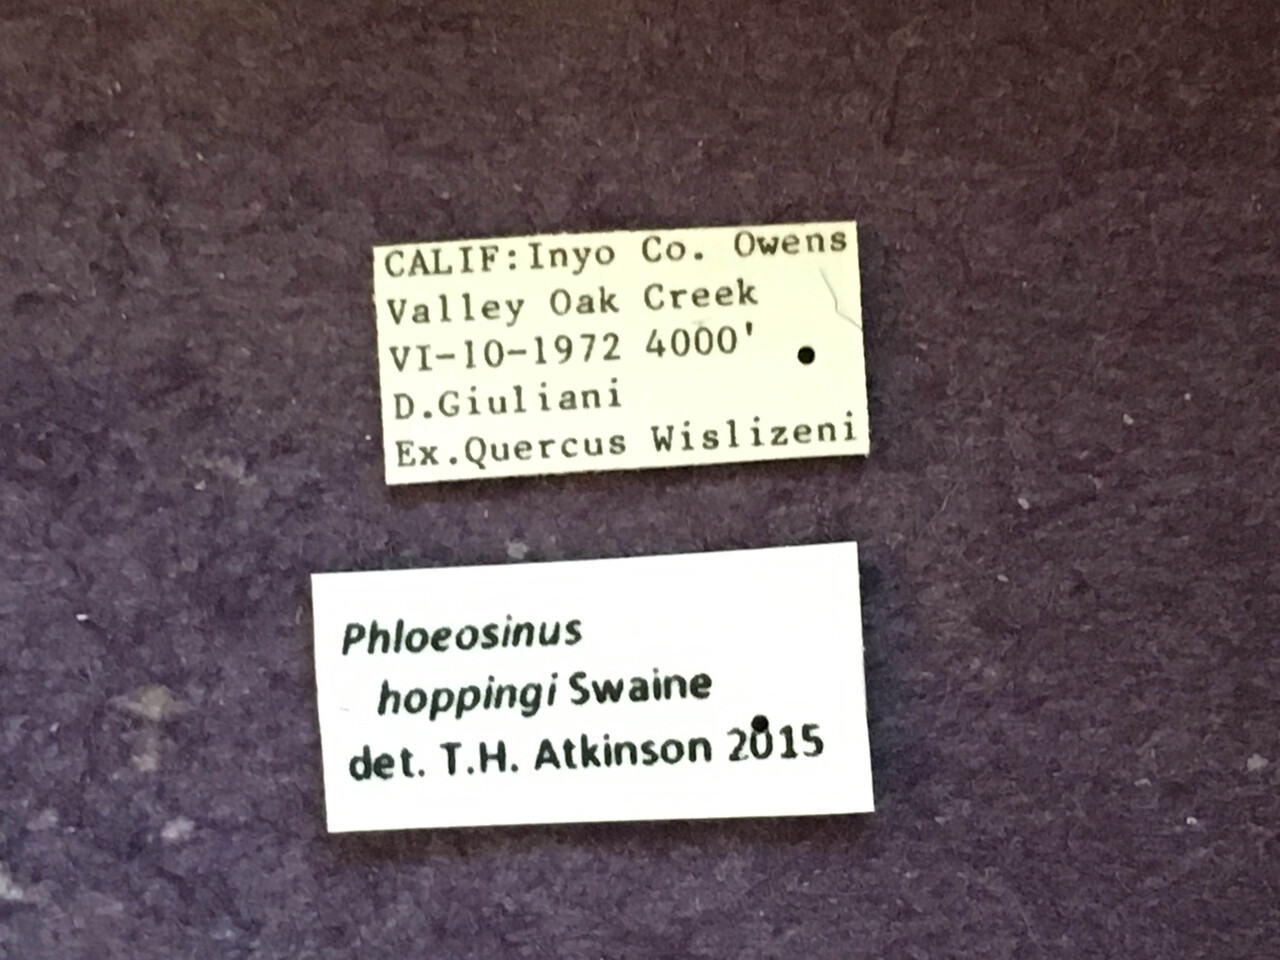 CALIF:Inyo Co. Owens
Valley Oak Creek
VI-10-1972 4000'
D.Giuliani
Ex.Quercus Wislizeni
Phloeosinus
hoppingi Swaine
det. T.H. Atkinson 2015